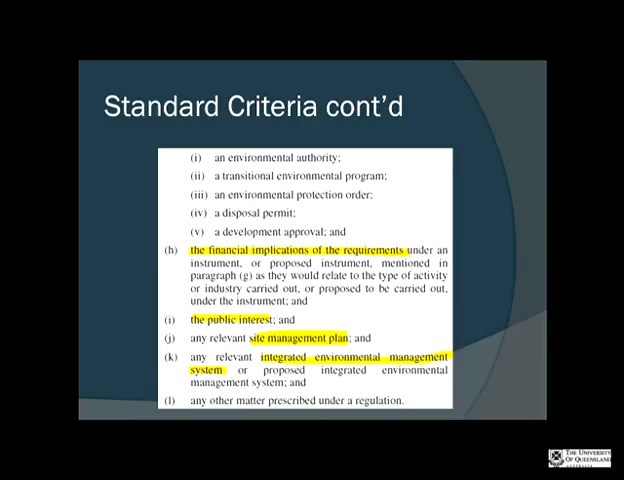 Standard Criteria cont'd
(i) an environmental authority;
(ii) a transitional environmental program;
(iii) an environmental protection order;
(iv) a disposal permit;
(v) a development approval; and
(h) the financial implications of the requirements under an
instrument, or proposed instrument, mentioned in
paragraph (g) as they would relate to the type of activity
or industry carried out, or proposed to be carried out,
under the instrument; and
(i) the public interest; and
(j) any relevant site management plan; and
(k) any relevant integrated environmental management
system or proposed integrated environmental
management system; and
(l) any other matter prescribed under a regulation.
THE UNIVERSITY
OF QUEENSLAND
AUSTRALIA